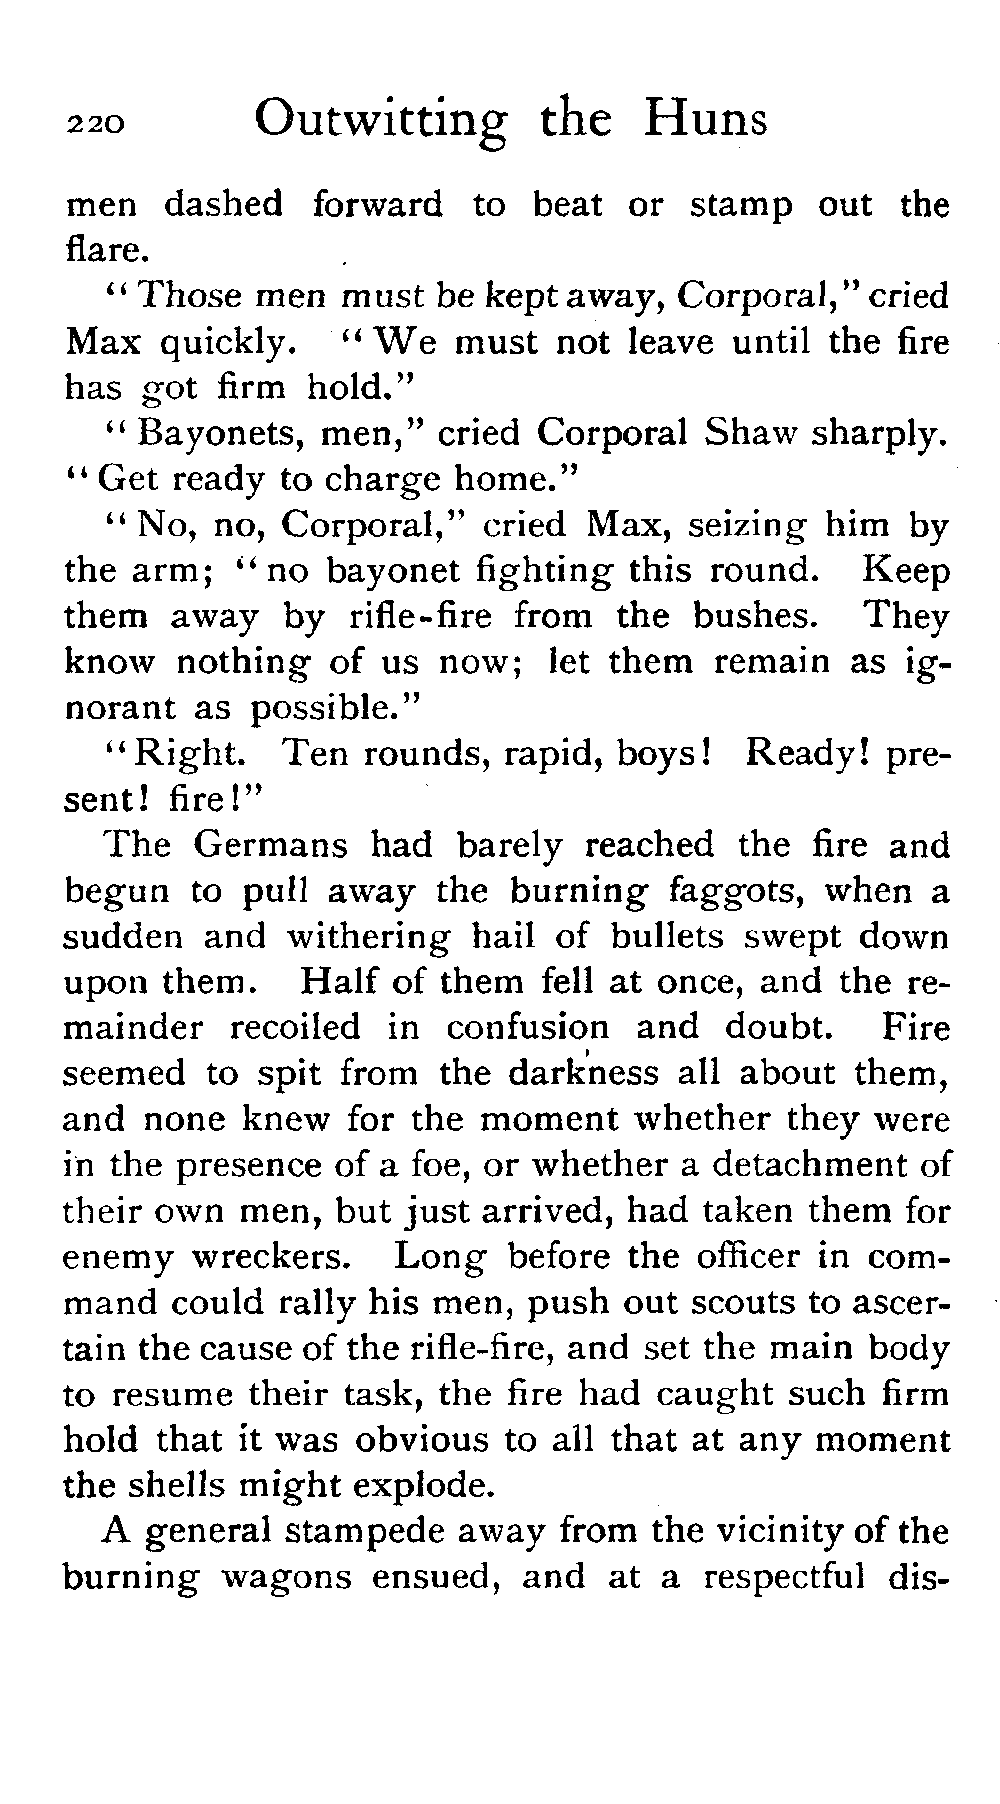 220 Outwitting the Huns
men dashed forward to beat or stamp out the
flare.
"Those men must be kept away, Corporal," cried
Max quickly. "We must not leave until the fire
has got firm hold."
"Bayonets, men," cried Corporal Shaw sharply.
"Get ready to charge home."
"No, no, Corporal," cried Max, seizing him by
the arm; "no bayonet fighting this round. Keep
them away by rifle-fire from the bushes. They
know nothing of us now; let them remain as ig-
norant as possible."
"Right. Ten rounds, rapid, boys! Ready! pre-
sent! fire!"
The Germans had barely reached the fire and
begun to pull away the burning faggots, when a
sudden and withering hail of bullets swept down
upon them. Half of them fell at once, and the re-
mainder recoiled in confusion and doubt. Fire
seemed to spit from the darkness all about them,
and none knew for the moment whether they were
in the presence of a foe, or whether a detachment of
their own men, but just arrived, had taken them for
enemy wreckers. Long before the officer in com-
mand could rally his men, push out scouts to ascer-
tain the cause of the rifle-fire, and set the main body
to resume their task, the fire had caught such firm
hold that it was obvious to all that at any moment
the shells might explode.
A general stampede away from the vicinity of the
burning wagons ensued, and at a respectful dis-